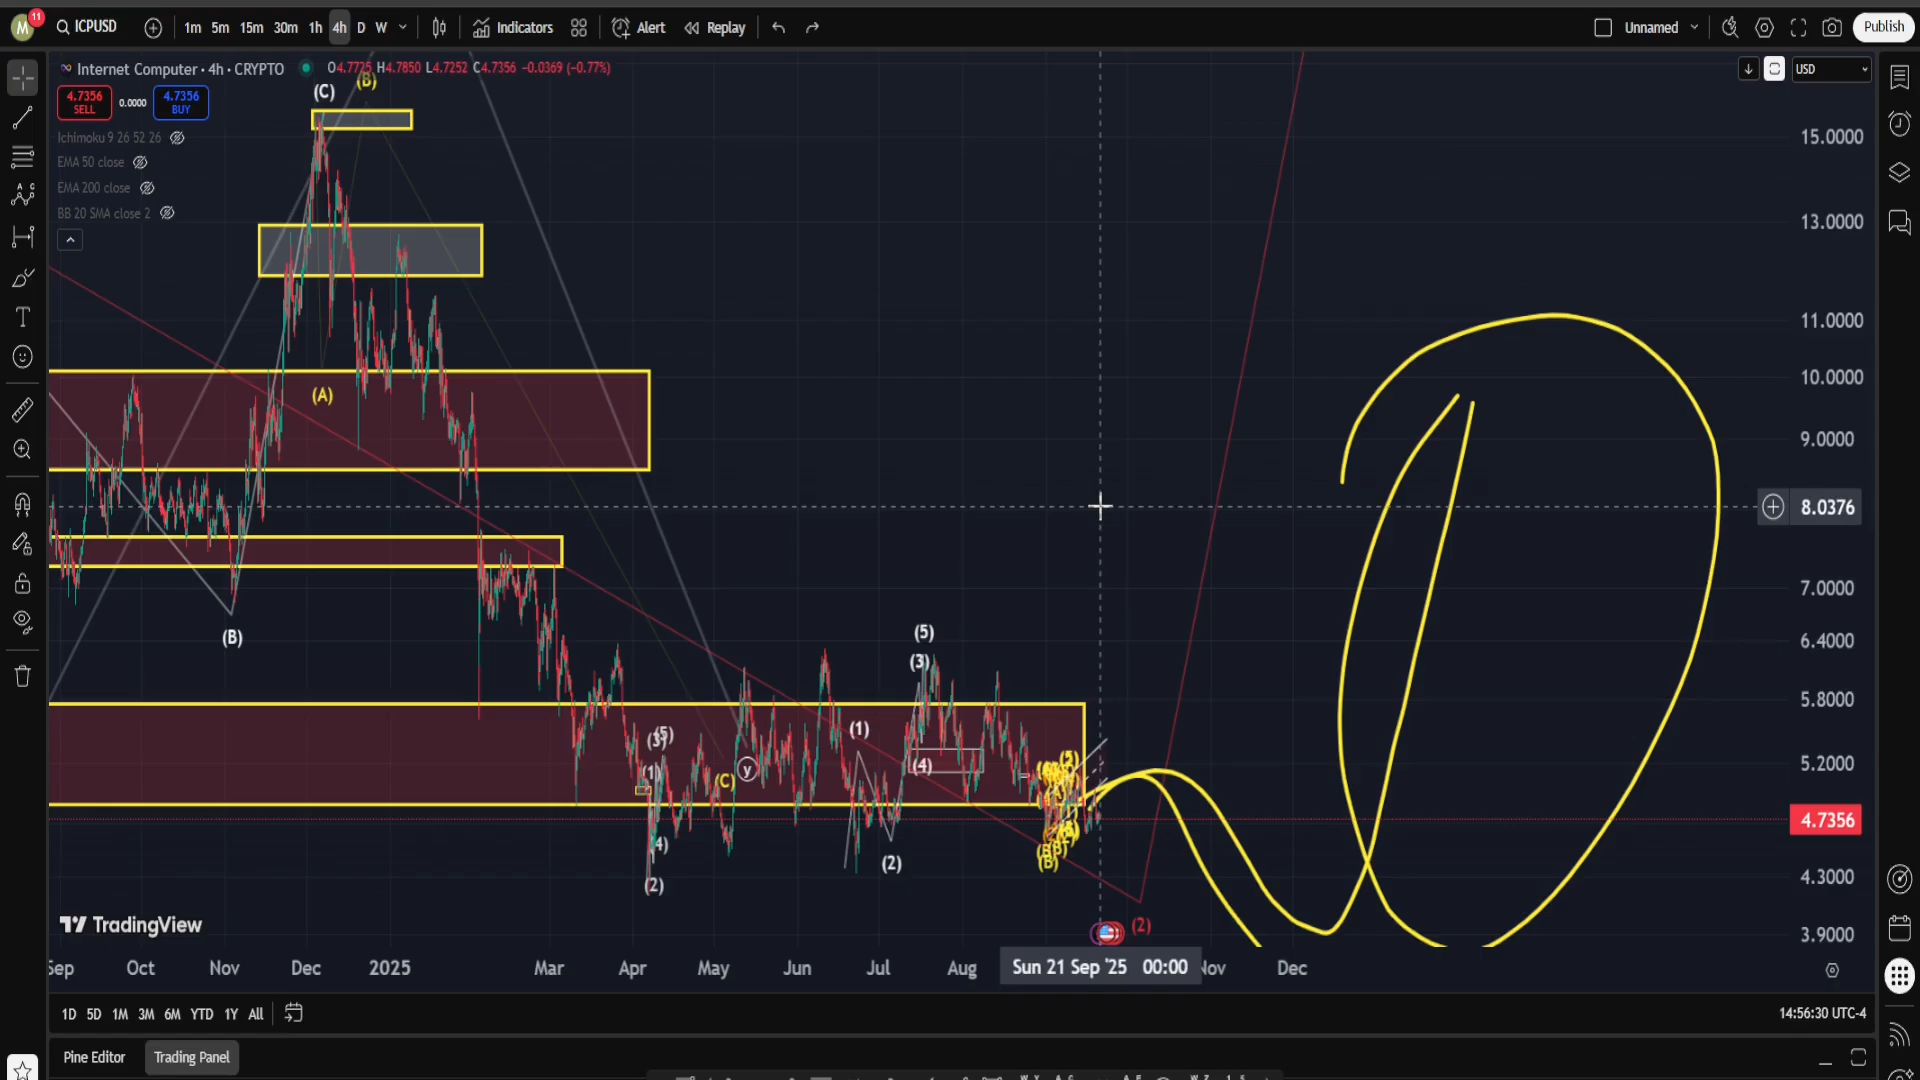 M 11 ICPUSD 1m 5m 15m 30m 1h 4h D W Indicators Alert Replay Unnamed Publish
Internet Computer · 4h · CRYPTO O4.7725 H4.7850 L4.7252 C4.7356 -0.0369 (-0.77%)
USD
4.7356 SELL 0.0000 4.7356 BUY
Ichimoku 9 26 52 26
EMA 50 close
EMA 200 close
BB 20 SMA close 2
(C) (B)
15.0000
13.0000
11.0000
10.0000
(A)
9.0000
8.0376
7.0000
(B)
(5)
6.4000
(3)
5.8000
(1)
(3) (5)
5.2000
(4)
(1) (C) y
4.7356
(4)
(2)
(2)
(B)
4.3000
TradingView
(2)
3.9000
Sep Oct Nov Dec 2025 Mar Apr May Jun Jul Aug Sun 21 Sep '25 00:00 Nov Dec
1D 5D 1M 3M 6M YTD 1Y All
14:56:30 UTC-4
Pine Editor Trading Panel